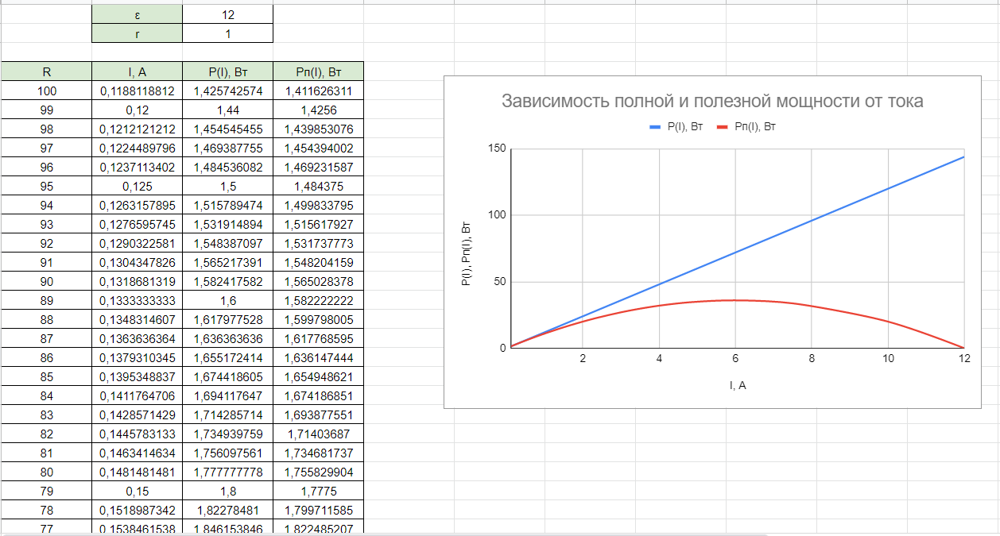 ε 12
r 1
R I, А P(I), Вт Pп(I), Вт
100 0,1188118812 1,425742574 1,411626311
99 0,12 1,44 1,4256
98 0,1212121212 1,454545455 1,439853076
97 0,1224489796 1,469387755 1,454394002
96 0,1237113402 1,484536082 1,469231587
95 0,125 1,5 1,484375
94 0,1263157895 1,515789474 1,499833795
93 0,1276595745 1,531914894 1,515617927
92 0,1290322581 1,548387097 1,531737773
91 0,1304347826 1,565217391 1,548204159
90 0,1318681319 1,582417582 1,565028378
89 0,1333333333 1,6 1,582222222
88 0,1348314607 1,617977528 1,599798005
87 0,1363636364 1,636363636 1,617768595
86 0,1379310345 1,655172414 1,636147444
85 0,1395348837 1,674418605 1,654948621
84 0,1411764706 1,694117647 1,674186851
83 0,1428571429 1,714285714 1,693877551
82 0,1445783133 1,734939759 1,71403687
81 0,1463414634 1,756097561 1,734681737
80 0,1481481481 1,777777778 1,755829904
79 0,15 1,8 1,7775
78 0,1518987342 1,82278481 1,799711585
77 0,1538461538 1,846153846 1,822485207
Зависимость полной и полезной мощности от тока
P(I), Вт Pп(I), Вт
150
100
50
0
P(I), Pп(I), Вт
2 4 6 8 10 12
I, А